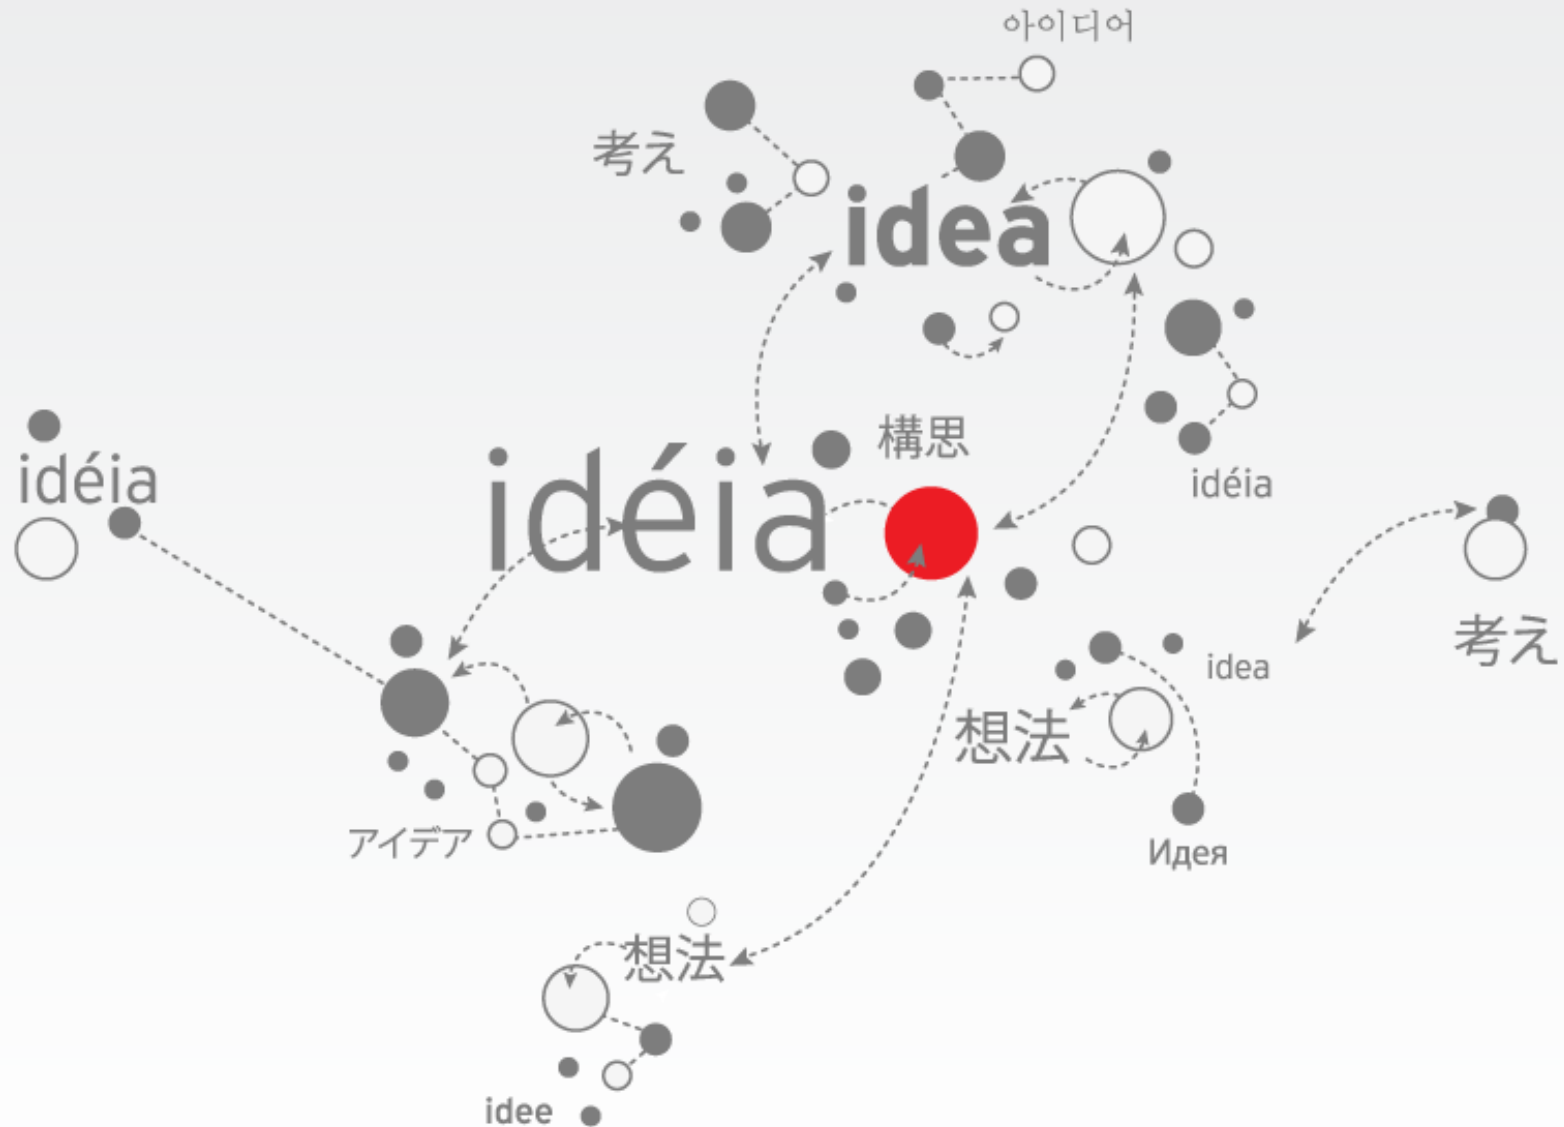 아이디어
考え
idea
構思
idéia
idéia
idéia
考え
idea
想法
アイデア
Идея
想法
idee